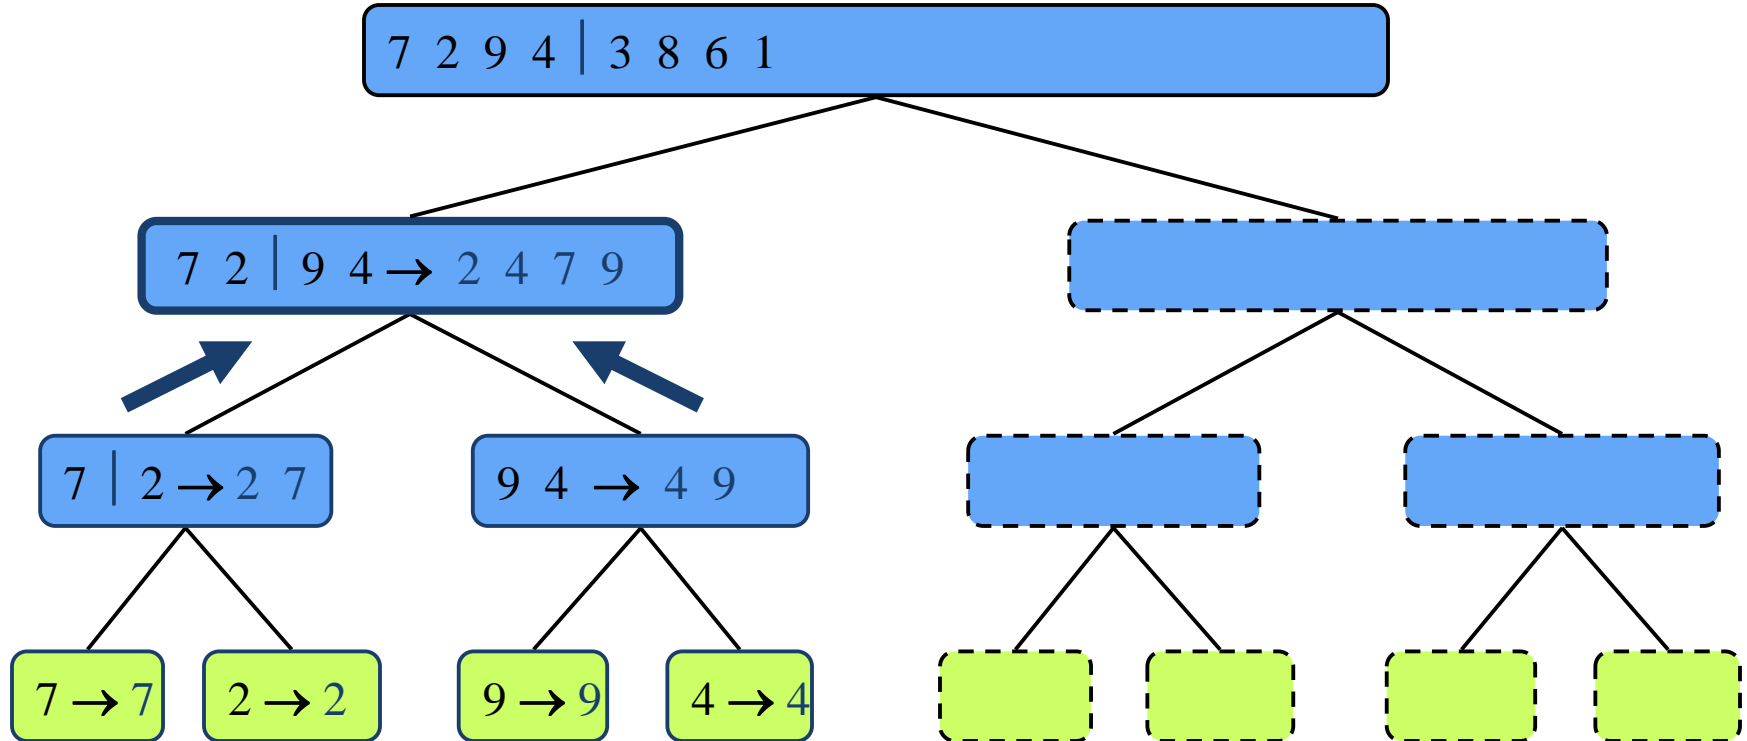 7 2 9 4 | 3 8 6 1
7 2 | 9 4 → 2 4 7 9
7 | 2 → 2 7
9 4 → 4 9
7 → 7
2 → 2
9 → 9
4 → 4